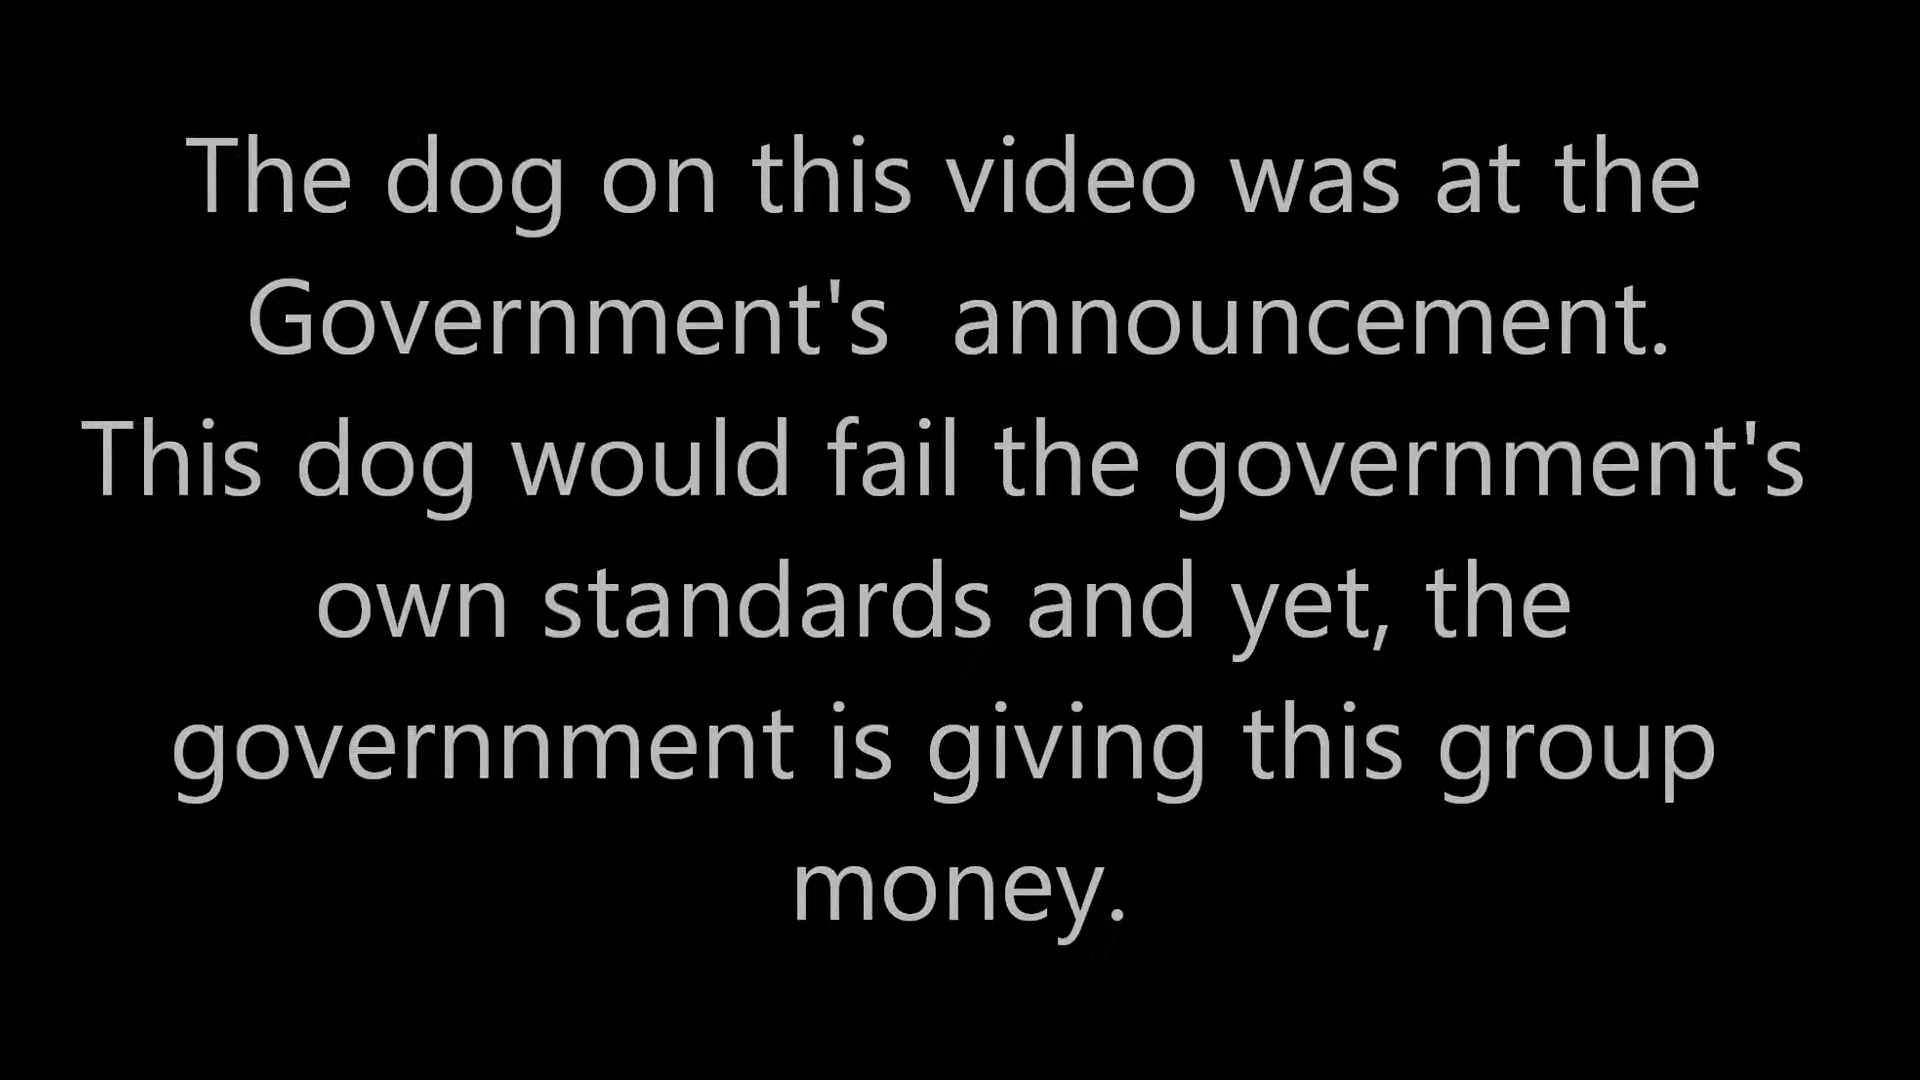 The dog on this video was at the
Government's  announcement.
This dog would fail the government's
own standards and yet, the
governnment is giving this group
money.